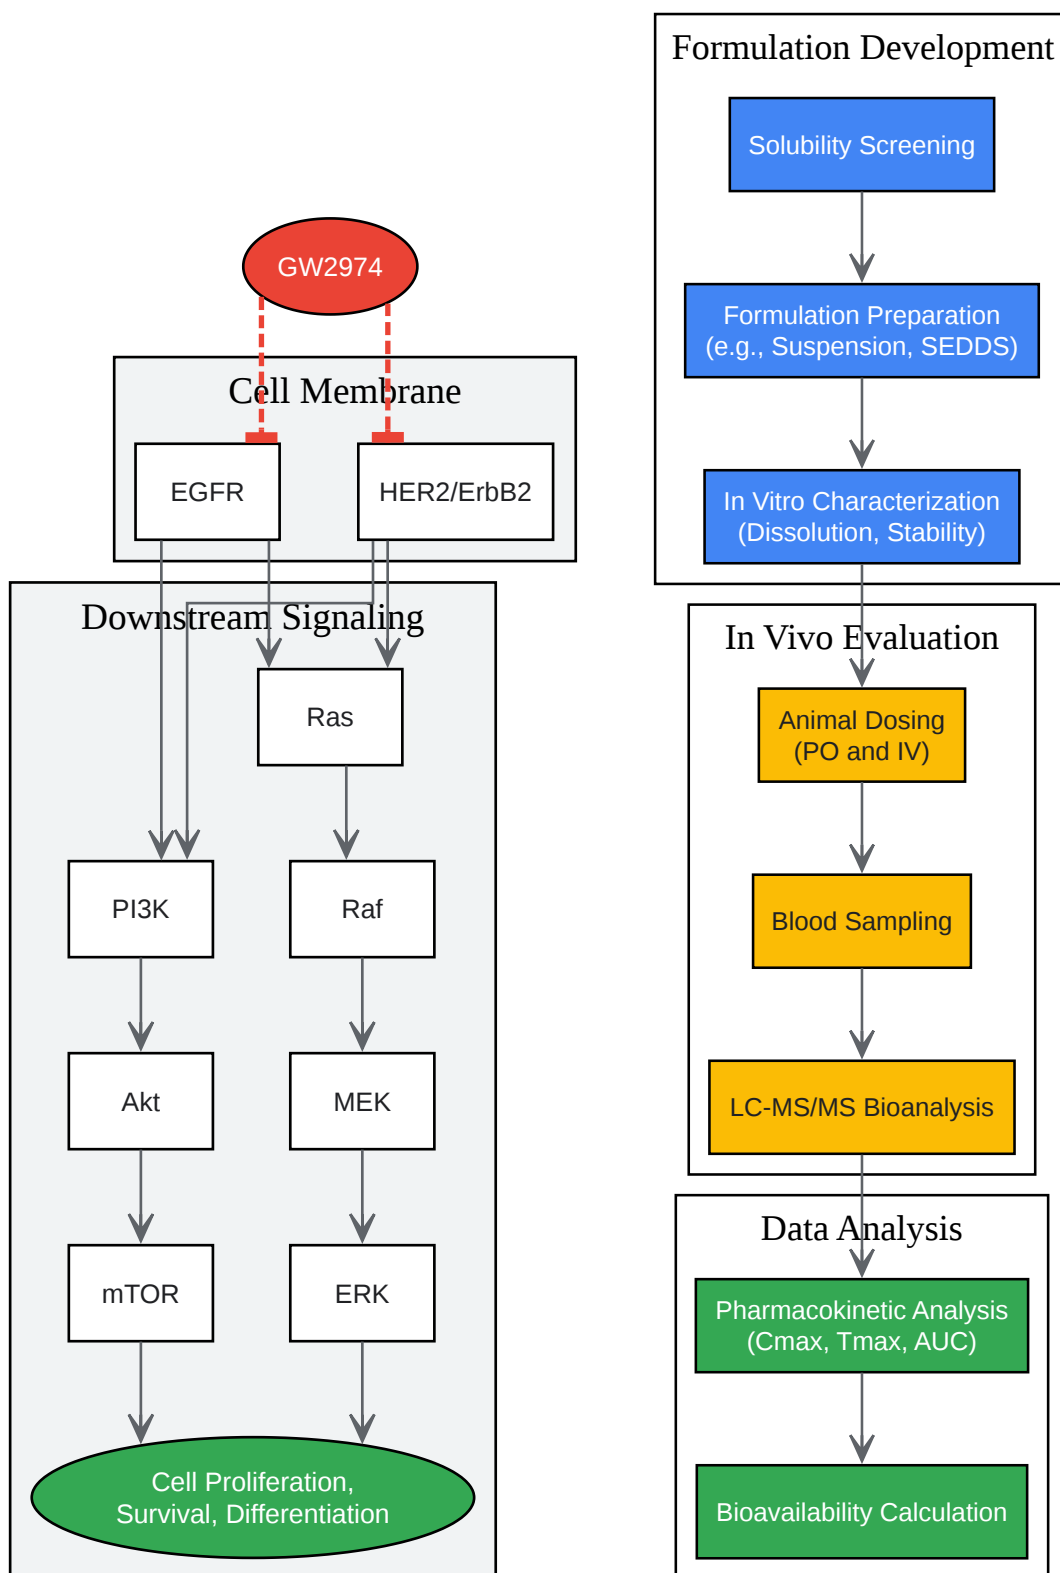 GW2974
Cell Membrane
EGFR
HER2/ErbB2
Downstream Signaling
Ras
PI3K
Raf
Akt
MEK
mTOR
ERK
Cell Proliferation,
Survival, Differentiation
Formulation Development
Solubility Screening
Formulation Preparation
(e.g., Suspension, SEDDS)
In Vitro Characterization
(Dissolution, Stability)
In Vivo Evaluation
Animal Dosing
(PO and IV)
Blood Sampling
LC-MS/MS Bioanalysis
Data Analysis
Pharmacokinetic Analysis
(Cmax, Tmax, AUC)
Bioavailability Calculation